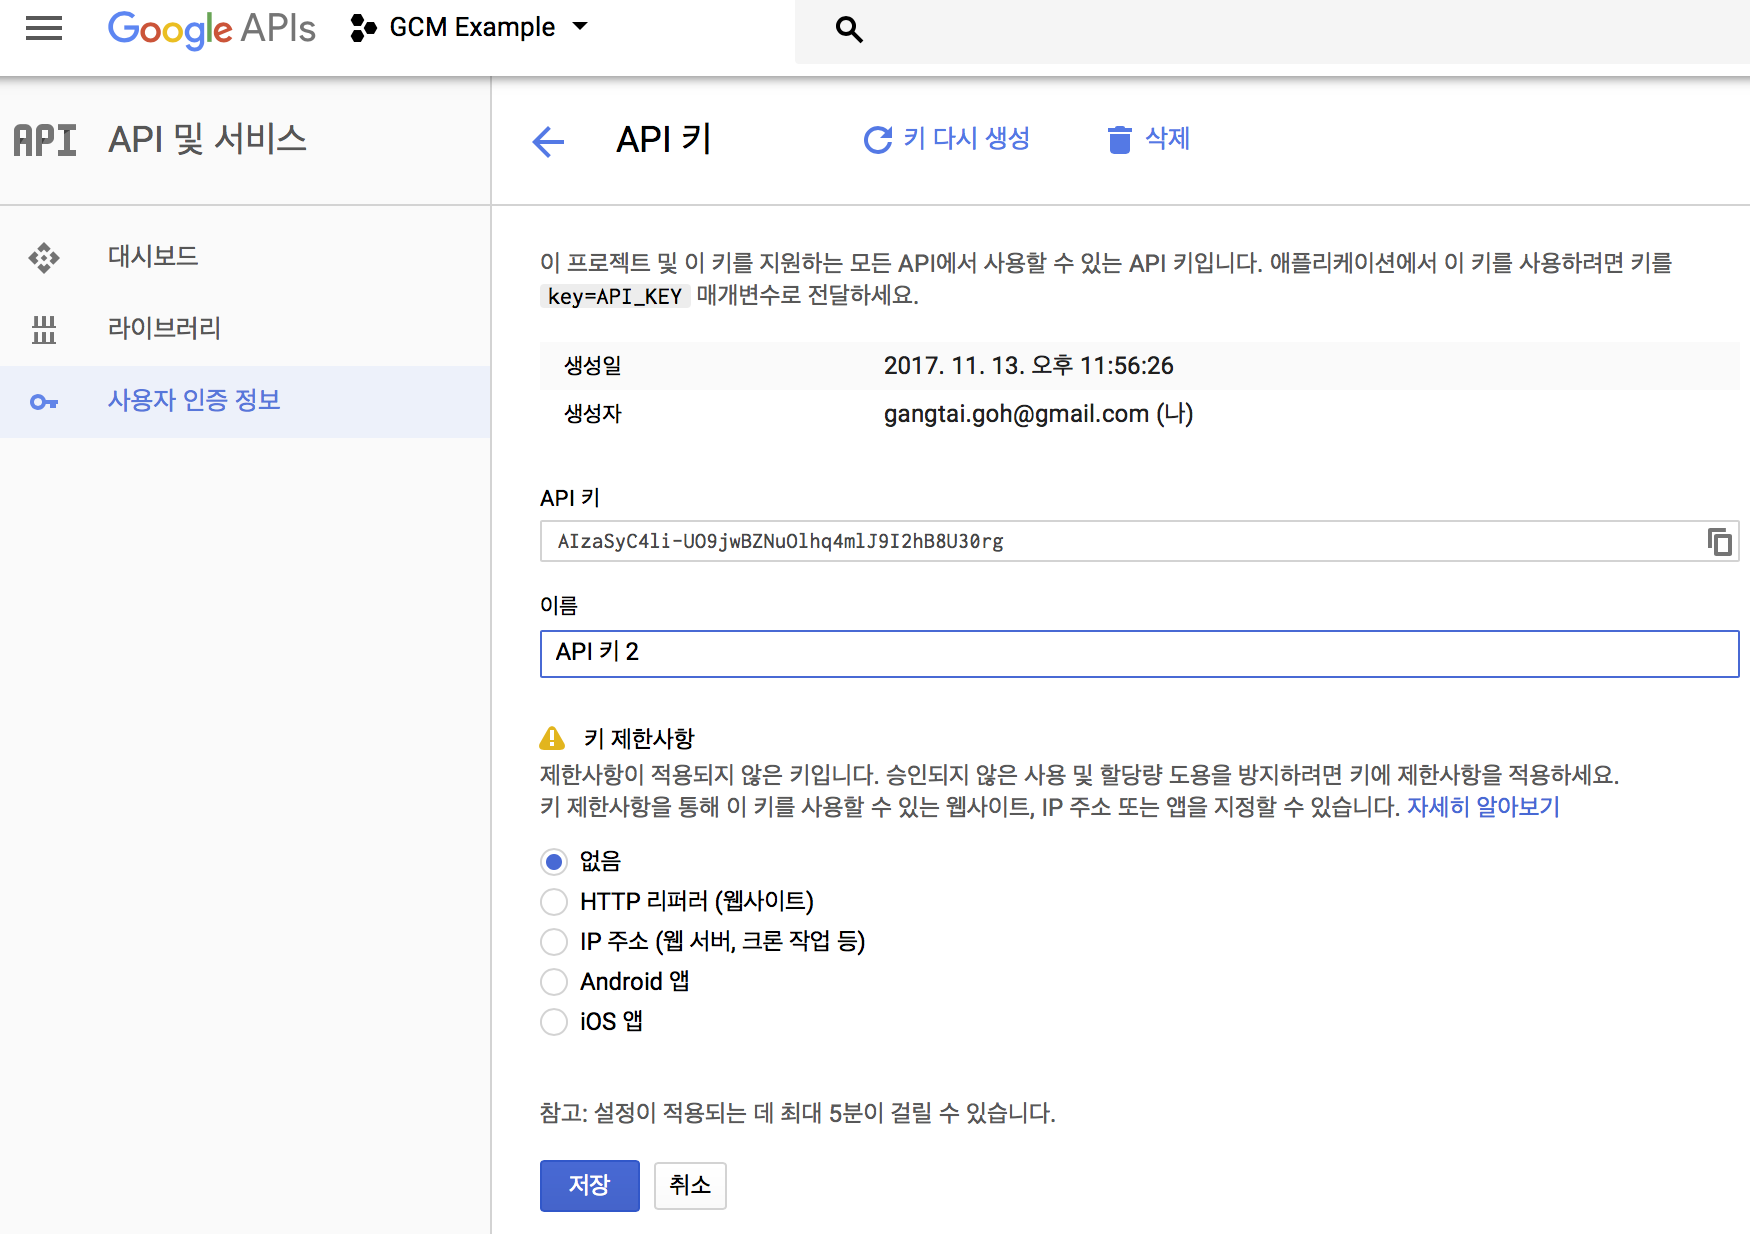 Google APIs GCM Example
API API 및 서비스
대시보드
라이브러리
사용자 인증 정보
API 키 키 다시 생성 삭제
이 프로젝트 및 이 키를 지원하는 모든 API에서 사용할 수 있는 API 키입니다. 애플리케이션에서 이 키를 사용하려면 키를
key=API_KEY 매개변수로 전달하세요.
생성일 2017. 11. 13. 오후 11:56:26
생성자 gangtai.goh@gmail.com (나)
API 키
AIzaSyC4li-UO9jwBZNuOlhq4mlJ9I2hB8U30rg
이름
API 키 2
키 제한사항
제한사항이 적용되지 않은 키입니다. 승인되지 않은 사용 및 할당량 도용을 방지하려면 키에 제한사항을 적용하세요.
키 제한사항을 통해 이 키를 사용할 수 있는 웹사이트, IP 주소 또는 앱을 지정할 수 있습니다. 자세히 알아보기
없음
HTTP 리퍼러 (웹사이트)
IP 주소 (웹 서버, 크론 작업 등)
Android 앱
iOS 앱
참고: 설정이 적용되는 데 최대 5분이 걸릴 수 있습니다.
저장 취소